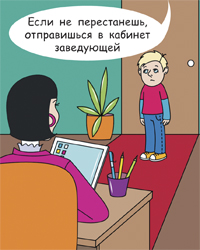 Если не перестанешь,
отправишься в кабинет
заведующей